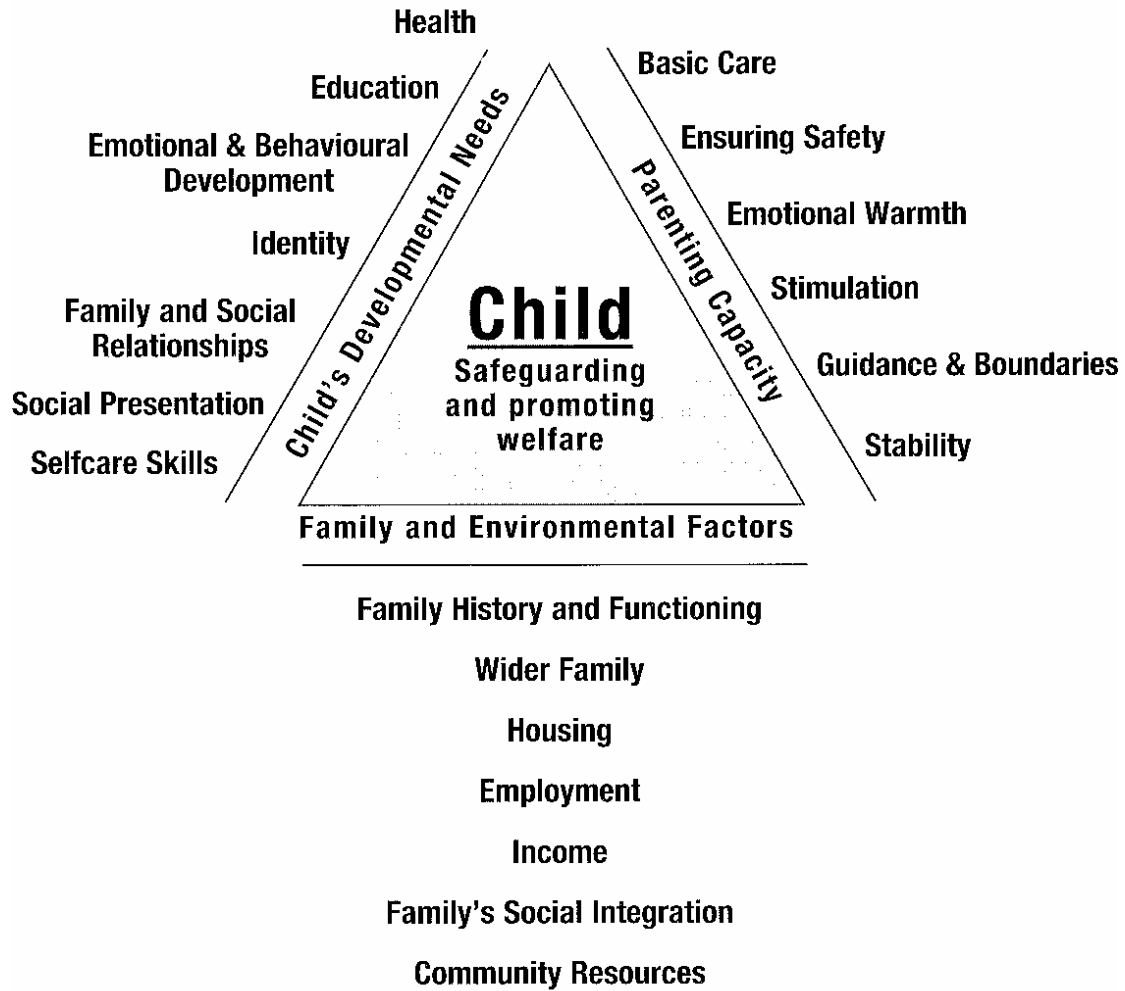 Health
Education
Emotional & Behavioural
Development
Identity
Family and Social
Relationships
Social Presentation
Selfcare Skills
Child's Developmental Needs
Basic Care
Ensuring Safety
Emotional Warmth
Stimulation
Guidance & Boundaries
Stability
Parenting Capacity
Child
Safeguarding
and promoting
welfare
Family and Environmental Factors
Family History and Functioning
Wider Family
Housing
Employment
Income
Family's Social Integration
Community Resources